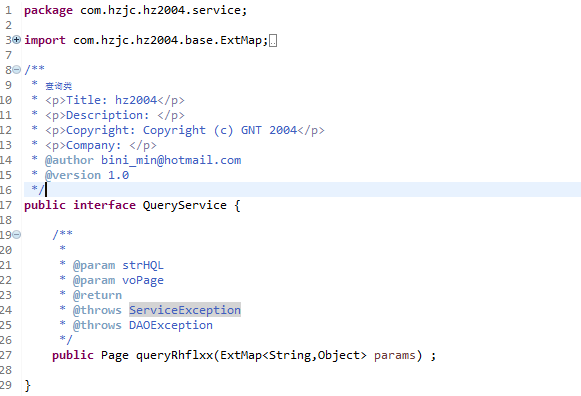 1 package com.hzjc.hz2004.service;
2
3 import com.hzjc.hz2004.base.ExtMap;
7
8 /**
9 * 查询类
10 * <p>Title: hz2004</p>
11 * <p>Description: </p>
12 * <p>Copyright: Copyright (c) GNT 2004</p>
13 * <p>Company: </p>
14 * @author bini_min@hotmail.com
15 * @version 1.0
16 */
17 public interface QueryService {
18
19 /**
20 *
21 * @param strHQL
22 * @param voPage
23 * @return
24 * @throws ServiceException
25 * @throws DAOException
26 */
27 public Page queryRhflxx(ExtMap<String,Object> params) ;
28
29 }